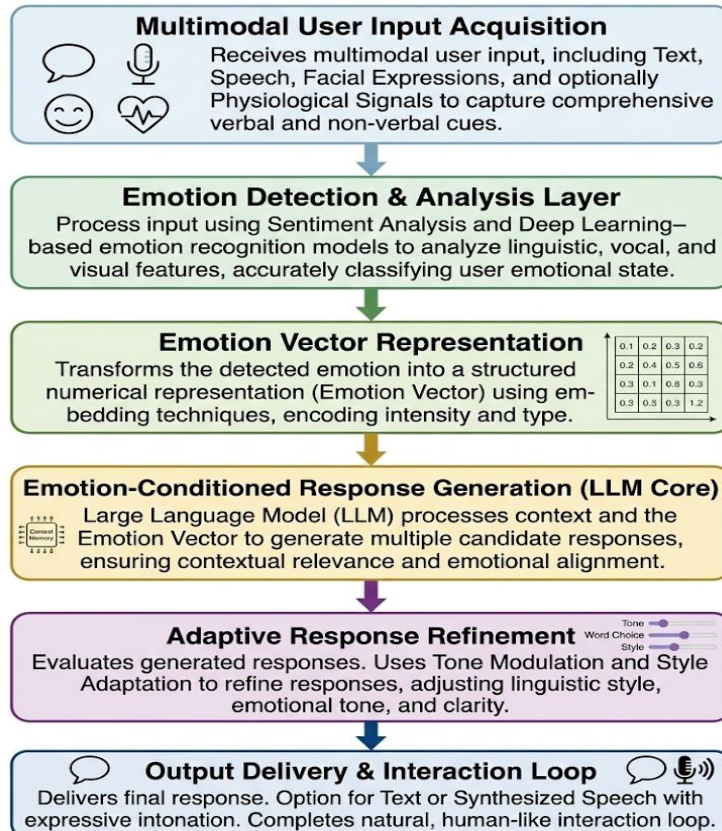 Multimodal User Input Acquisition
Receives multimodal user input, including Text,
Speech, Facial Expressions, and optionally
Physiological Signals to capture comprehensive
verbal and non-verbal cues.
Emotion Detection & Analysis Layer
Process input using Sentiment Analysis and Deep Learning–
based emotion recognition models to analyze linguistic, vocal, and
visual features, accurately classifying user emotional state.
Emotion Vector Representation
Transforms the detected emotion into a structured
numerical representation (Emotion Vector) using em-
bedding techniques, encoding intensity and type.
0.1 0.2 0.3 0.2
0.2 0.4 0.5 0.6
0.3 0.1 0.8 0.3
0.3 0.3 0.3 1.2
Emotion-Conditioned Response Generation (LLM Core)
Context
Memory
Large Language Model (LLM) processes context and the
Emotion Vector to generate multiple candidate responses,
ensuring contextual relevance and emotional alignment.
Adaptive Response Refinement
Tone
Word Choice
Style
Evaluates generated responses. Uses Tone Modulation and Style
Adaptation to refine responses, adjusting linguistic style,
emotional tone, and clarity.
Output Delivery & Interaction Loop
Delivers final response. Option for Text or Synthesized Speech with
expressive intonation. Completes natural, human-like interaction loop.